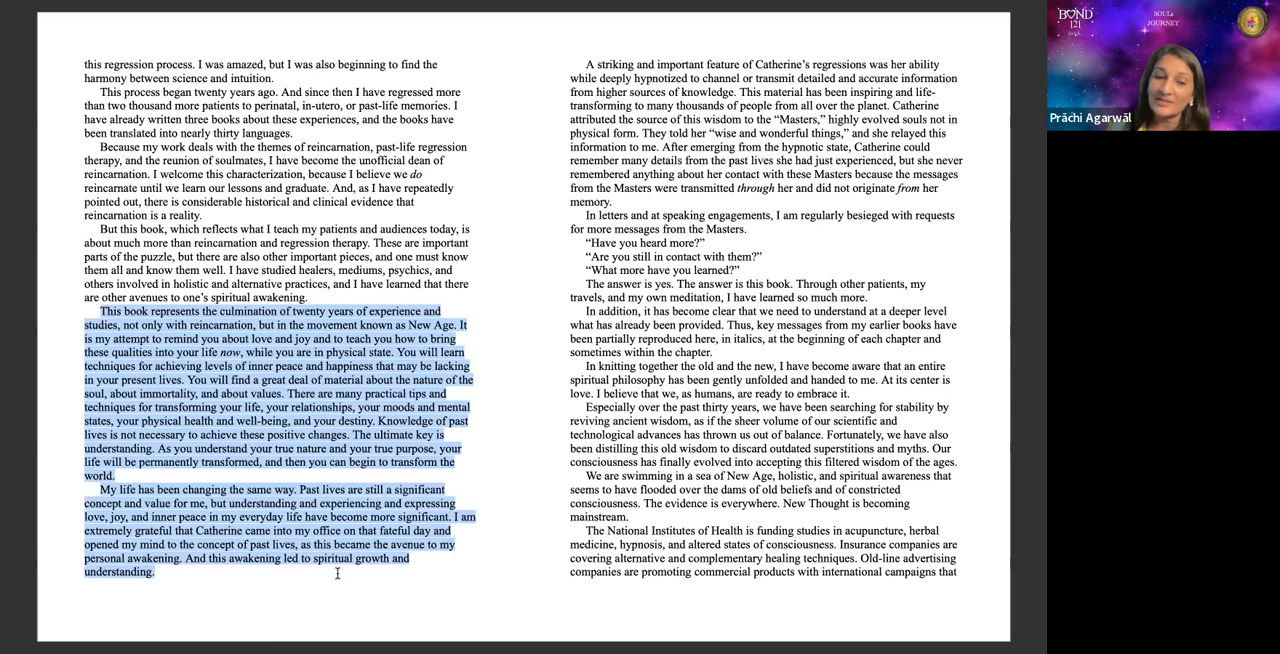 this regression process. I was amazed, but I was also beginning to find the
harmony between science and intuition.
This process began twenty years ago. And since then I have regressed more
than two thousand more patients to perinatal, in-utero, or past-life memories. I
have already written three books about these experiences, and the books have
been translated into nearly thirty languages.
Because my work deals with the themes of reincarnation, past-life regression
therapy, and the reunion of soulmates, I have become the unofficial dean of
reincarnation. I welcome this characterization, because I believe we do
reincarnate until we learn our lessons and graduate. And, as I have repeatedly
pointed out, there is considerable historical and clinical evidence that
reincarnation is a reality.
But this book, which reflects what I teach my patients and audiences today, is
about much more than reincarnation and regression therapy. These are important
parts of the puzzle, but there are also other important pieces, and one must know
them all and know them well. I have studied healers, mediums, psychics, and
others involved in holistic and alternative practices, and I have learned that there
are other avenues to one’s spiritual awakening.
This book represents the culmination of twenty years of experience and
studies, not only with reincarnation, but in the movement known as New Age. It
is my attempt to remind you about love and joy and to teach you how to bring
these qualities into your life now, while you are in physical state. You will learn
techniques for achieving levels of inner peace and happiness that may be lacking
in your present lives. You will find a great deal of material about the nature of the
soul, about immortality, and about values. There are many practical tips and
techniques for transforming your life, your relationships, your moods and mental
states, your physical health and well-being, and your destiny. Knowledge of past
lives is not necessary to achieve these positive changes. The ultimate key is
understanding. As you understand your true nature and your true purpose, your
life will be permanently transformed, and then you can begin to transform the
world.
My life has been changing the same way. Past lives are still a significant
concept and value for me, but understanding and experiencing and expressing
love, joy, and inner peace in my everyday life have become more significant. I am
extremely grateful that Catherine came into my office on that fateful day and
opened my mind to the concept of past lives, as this became the avenue to my
personal awakening. And this awakening led to spiritual growth and
understanding.
A striking and important feature of Catherine’s regressions was her ability
while deeply hypnotized to channel or transmit detailed and accurate information
from higher sources of knowledge. This material has been inspiring and life-
transforming to many thousands of people from all over the planet. Catherine
attributed the source of this wisdom to the “Masters,” highly evolved souls not in
physical form. They told her “wise and wonderful things,” and she relayed this
information to me. After emerging from the hypnotic state, Catherine could
remember many details from the past lives she had just experienced, but she never
remembered anything about her contact with these Masters because the messages
from the Masters were transmitted through her and did not originate from her
memory.
In letters and at speaking engagements, I am regularly besieged with requests
for more messages from the Masters.
“Have you heard more?”
“Are you still in contact with them?”
“What more have you learned?”
The answer is yes. The answer is this book. Through other patients, my
travels, and my own meditation, I have learned so much more.
In addition, it has become clear that we need to understand at a deeper level
what has already been provided. Thus, key messages from my earlier books have
been partially reproduced here, in italics, at the beginning of each chapter and
sometimes within the chapter.
In knitting together the old and the new, I have become aware that an entire
spiritual philosophy has been gently unfolded and handed to me. At its center is
love. I believe that we, as humans, are ready to embrace it.
Especially over the past thirty years, we have been searching for stability by
reviving ancient wisdom, as if the sheer volume of our scientific and
technological advances has thrown us out of balance. Fortunately, we have also
been distilling this old wisdom to discard outdated superstitions and myths. Our
consciousness has finally evolved into accepting this filtered wisdom of the ages.
We are swimming in a sea of New Age, holistic, and spiritual awareness that
seems to have flooded over the dams of old beliefs and of constricted
consciousness. The evidence is everywhere. New Thought is becoming
mainstream.
The National Institutes of Health is funding studies in acupuncture, herbal
medicine, hypnosis, and altered states of consciousness. Insurance companies are
covering alternative and complementary healing techniques. Old-line advertising
companies are promoting commercial products with international campaigns that
BOND
121
SOULs
JOURNEY
Prāchi Agarwāl